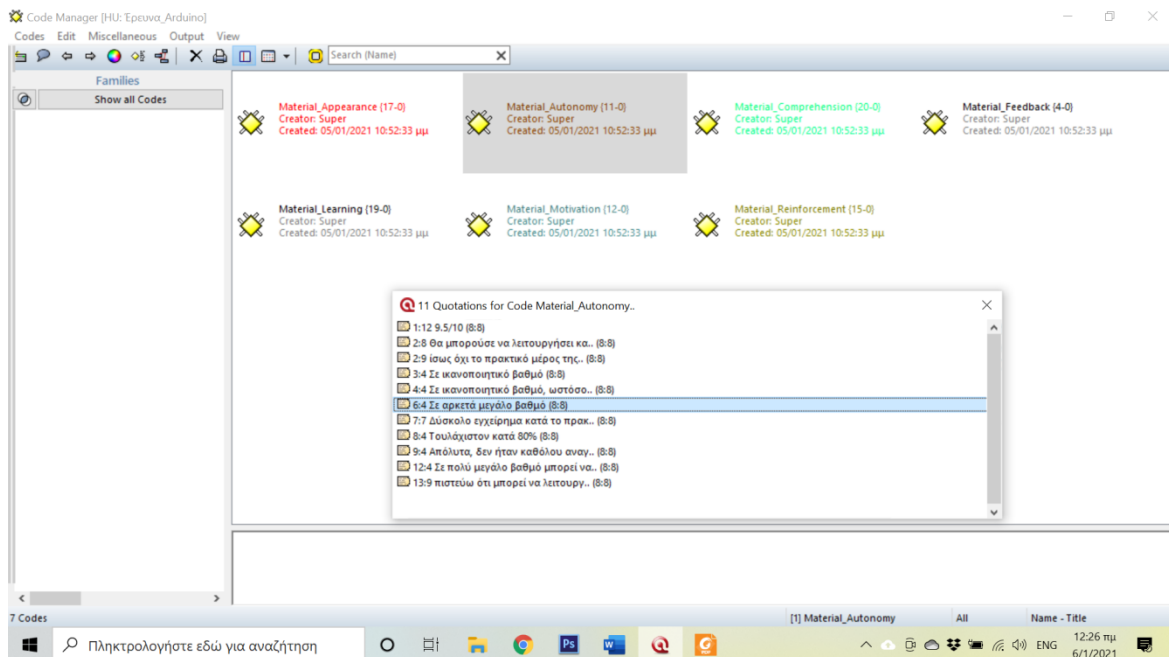 Code Manager [HU: Έρευνα_Arduino]
Codes Edit Miscellaneous Output View
Search (Name)
Families
Show all Codes
Material_Appearance {17-0}
Creator: Super
Created: 05/01/2021 10:52:33 μμ
Material_Autonomy {11-0}
Creator: Super
Created: 05/01/2021 10:52:33 μμ
Material_Comprehension {20-0}
Creator: Super
Created: 05/01/2021 10:52:33 μμ
Material_Feedback {4-0}
Creator: Super
Created: 05/01/2021 10:52:33 μμ
Material_Learning {19-0}
Creator: Super
Created: 05/01/2021 10:52:33 μμ
Material_Motivation {12-0}
Creator: Super
Created: 05/01/2021 10:52:33 μμ
Material_Reinforcement {15-0}
Creator: Super
Created: 05/01/2021 10:52:33 μμ
11 Quotations for Code Material_Autonomy..
1:12 9.5/10 (8:8)
2:8 Θα μπορούσε να λειτουργήσει κα.. (8:8)
2:9 ίσως όχι το πρακτικό μέρος της.. (8:8)
3:4 Σε ικανοποιητικό βαθμό (8:8)
4:4 Σε ικανοποιητικό βαθμό, ωστόσο.. (8:8)
6:4 Σε αρκετά μεγάλο βαθμό (8:8)
7:7 Δύσκολο εγχείρημα κατά το πρακ.. (8:8)
8:4 Τουλάχιστον κατά 80% (8:8)
9:4 Απόλυτα, δεν ήταν καθόλου αναγ.. (8:8)
12:4 Σε πολύ μεγάλο βαθμό μπορεί να.. (8:8)
13:9 πιστεύω ότι μπορεί να λειτουργ.. (8:8)
7 Codes
[1] Material_Autonomy
All
Name - Title
Πληκτρολογήστε εδώ για αναζήτηση
Ps
W
ENG
12:26 πμ
6/1/2021